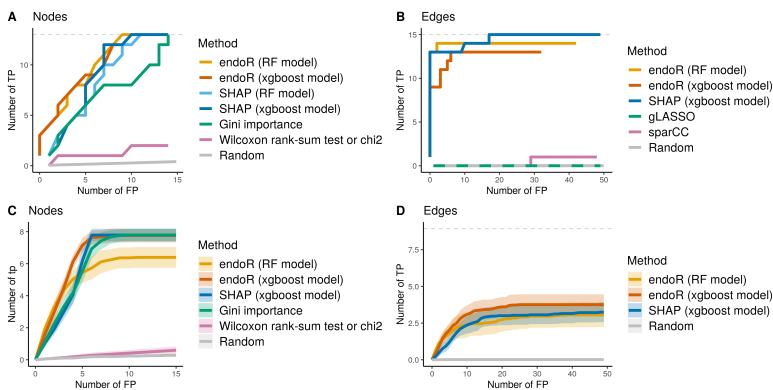 A Nodes
Number of TP
10
5
0
0
5
10
15
Number of FP
Method
endoR (RF model)
endoR (xgboost model)
SHAP (RF model)
SHAP (xgboost model)
Gini importance
Wilcoxon rank-sum test or chi2
Random
B Edges
Number of TP
15
10
5
0
0
10
20
30
40
50
Number of FP
Method
endoR (RF model)
endoR (xgboost model)
SHAP (xgboost model)
gLASSO
sparCC
Random
C Nodes
Number of tp
8
6
4
2
0
0
5
10
15
Number of FP
Method
endoR (RF model)
endoR (xgboost model)
SHAP (xgboost model)
Gini importance
Wilcoxon rank-sum test or chi2
Random
D Edges
Number of TP
7.5
5.0
2.5
0.0
0
10
20
30
40
50
Number of FP
Method
endoR (RF model)
endoR (xgboost model)
SHAP (xgboost model)
Random